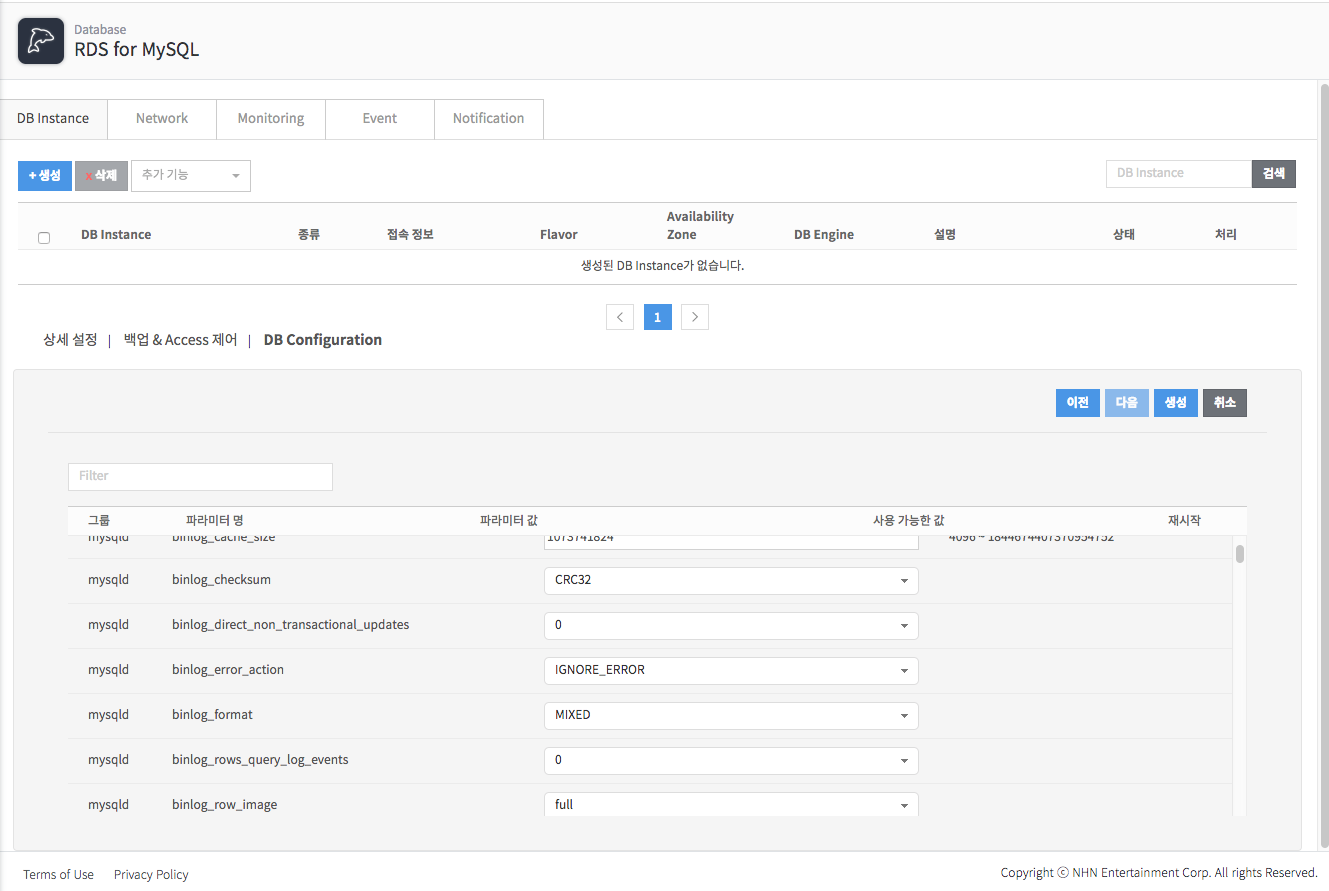 Database
RDS for MySQL
DB Instance Network Monitoring Event Notification
+ 생성 x 삭제 추가 기능 DB Instance 검색
DB Instance 종류 접속 정보 Flavor Availability Zone DB Engine 설명 상태 처리
생성된 DB Instance가 없습니다.
< 1 >
상세 설정 | 백업 & Access 제어 | DB Configuration
이전 다음 생성 취소
Filter
그룹 파라미터 명 파라미터 값 사용 가능한 값 재시작
mysqld binlog_cache_size 1073741824 4096 ~ 18446744073709547​52
mysqld binlog_checksum CRC32
mysqld binlog_direct_non_transactional_updates 0
mysqld binlog_error_action IGNORE_ERROR
mysqld binlog_format MIXED
mysqld binlog_rows_query_log_events 0
mysqld binlog_row_image full
Terms of Use Privacy Policy Copyright ⓒ NHN Entertainment Corp. All rights Reserved.